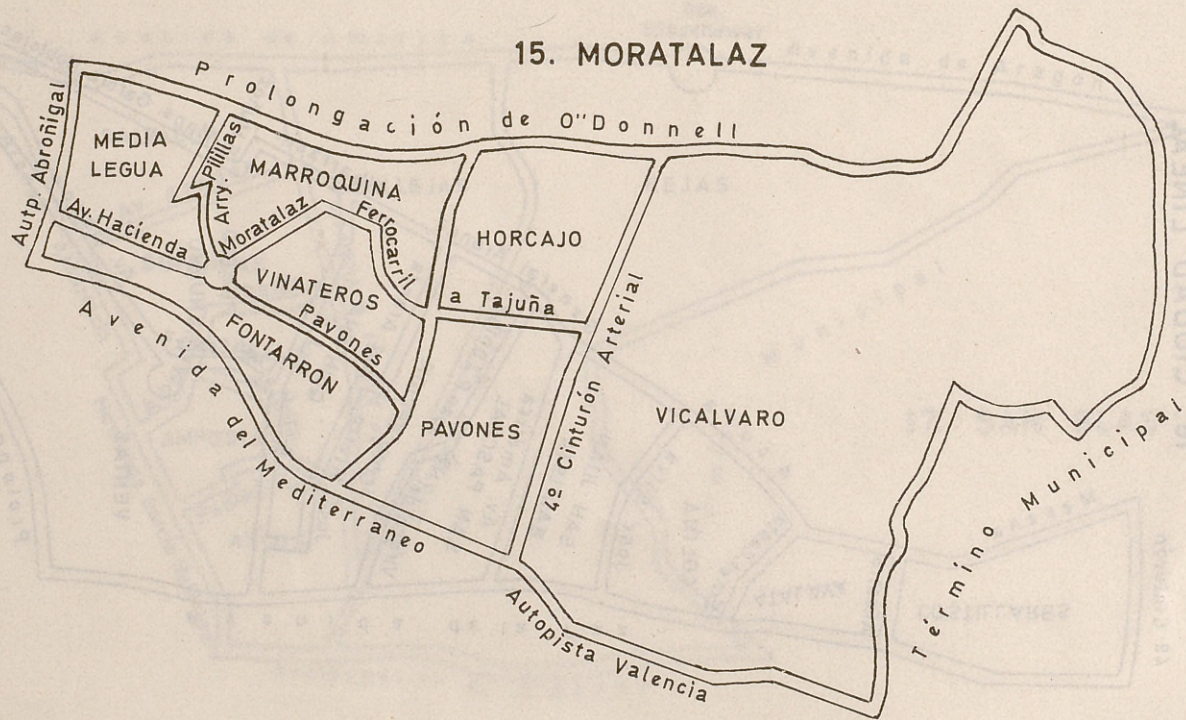 15. MORATALAZ
Prolongación de O''Donnell
Autp. Abroñigal
MEDIA
LEGUA
Arry. Pilillas
MARROQUINA
Av. Hacienda
Moratalaz
Ferrocarril
HORCAJO
VINATEROS
a Tajuña
Pavones
FONTARRON
Avenida del Mediterraneo
PAVONES
4º Cinturón Arterial
VICALVARO
Término Municipal
Autopista Valencia